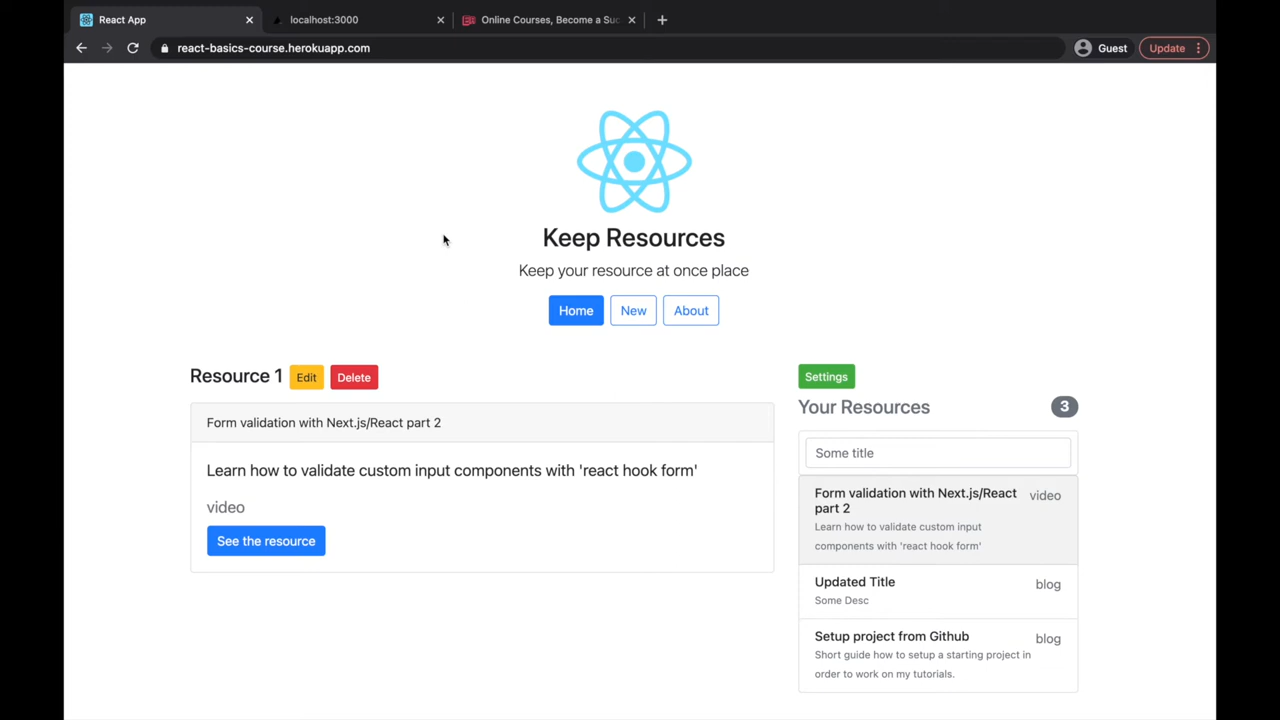 React App
localhost:3000
Online Courses, Become a Suc
react-basics-course.herokuapp.com
Guest
Update
Keep Resources
Keep your resource at once place
Home
New
About
Resource 1
Edit
Delete
Form validation with Next.js/React part 2
Learn how to validate custom input components with 'react hook form'
video
See the resource
Settings
Your Resources
3
Some title
Form validation with Next.js/React
part 2
video
Learn how to validate custom input
components with 'react hook form'
Updated Title
blog
Some Desc
Setup project from Github
blog
Short guide how to setup a starting project in
order to work on my tutorials.